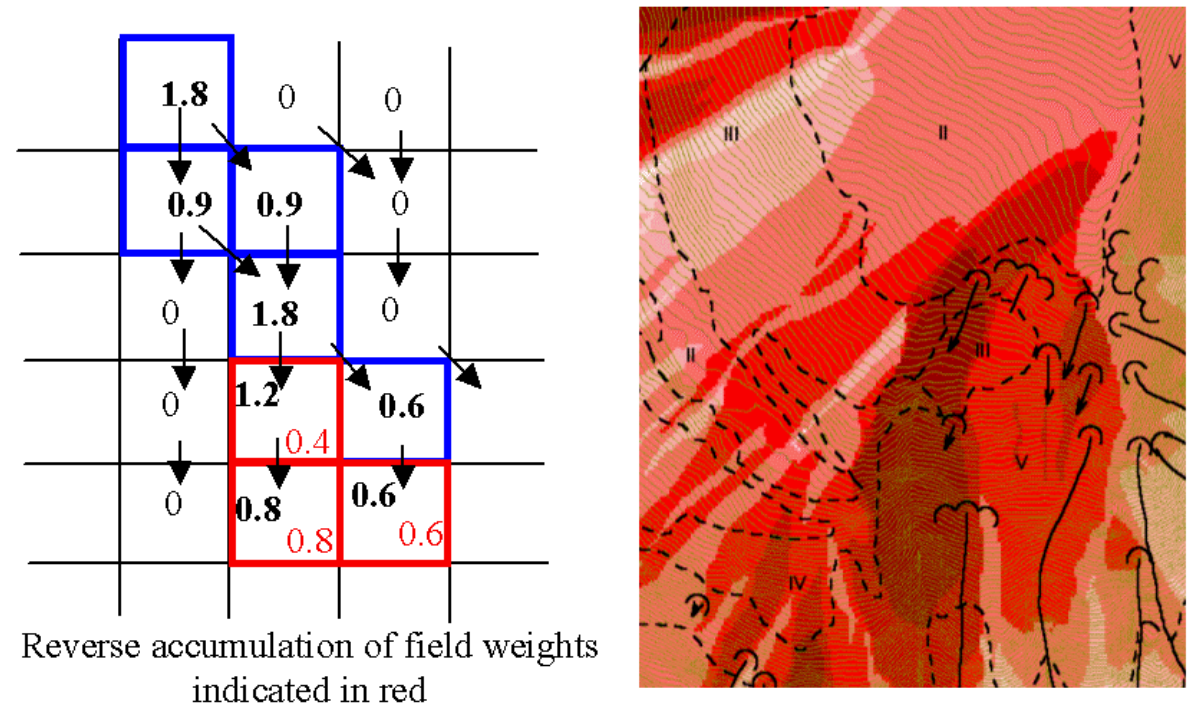 1.8 0 0
0.9 0.9 0
0 1.8 0
0 1.2 0.6
0.4
0 0.8 0.6
0.8 0.6
Reverse accumulation of field weights
indicated in red
V
III II
II III
V
IV
V